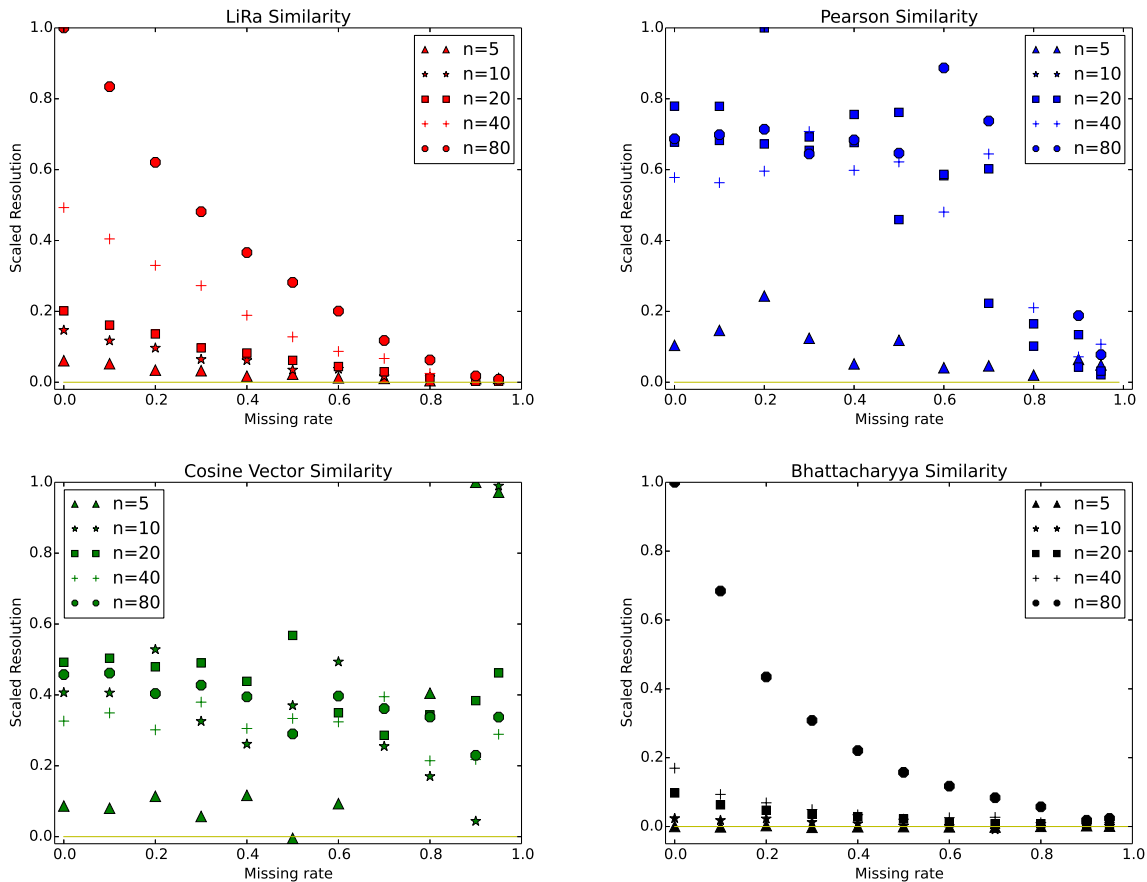 LiRa Similarity
Scaled Resolution
1.0
0.8
0.6
0.4
0.2
0.0
n=5
n=10
n=20
n=40
n=80
0.0 0.2 0.4 0.6 0.8 1.0
Missing rate
Pearson Similarity
Scaled Resolution
1.0
0.8
0.6
0.4
0.2
0.0
n=5
n=10
n=20
n=40
n=80
0.0 0.2 0.4 0.6 0.8 1.0
Missing rate
Cosine Vector Similarity
Scaled Resolution
1.0
0.8
0.6
0.4
0.2
0.0
n=5
n=10
n=20
n=40
n=80
0.0 0.2 0.4 0.6 0.8 1.0
Missing rate
Bhattacharyya Similarity
Scaled Resolution
1.0
0.8
0.6
0.4
0.2
0.0
n=5
n=10
n=20
n=40
n=80
0.0 0.2 0.4 0.6 0.8 1.0
Missing rate